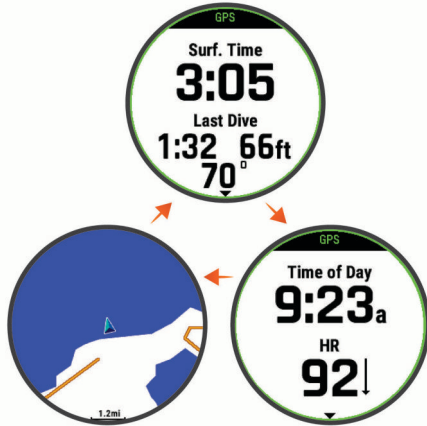 GPS
Surf. Time
3:05
Last Dive
1:32 66ft
70°
GPS
Time of Day
9:23a
HR
92
1.2mi